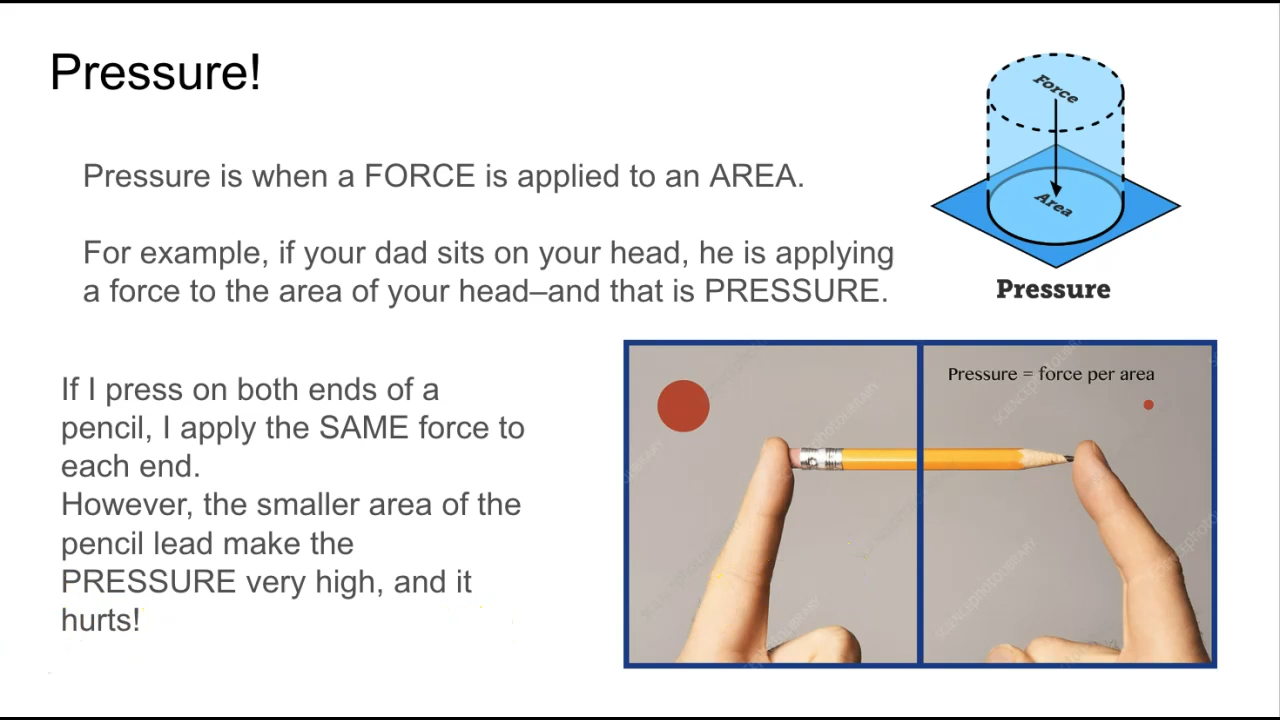 Pressure!
Pressure is when a FORCE is applied to an AREA.
For example, if your dad sits on your head, he is applying
a force to the area of your head–and that is PRESSURE.
Force
Area
Pressure
If I press on both ends of a
pencil, I apply the SAME force to
each end.
However, the smaller area of the
pencil lead make the
PRESSURE very high, and it
hurts!
Pressure = force per area